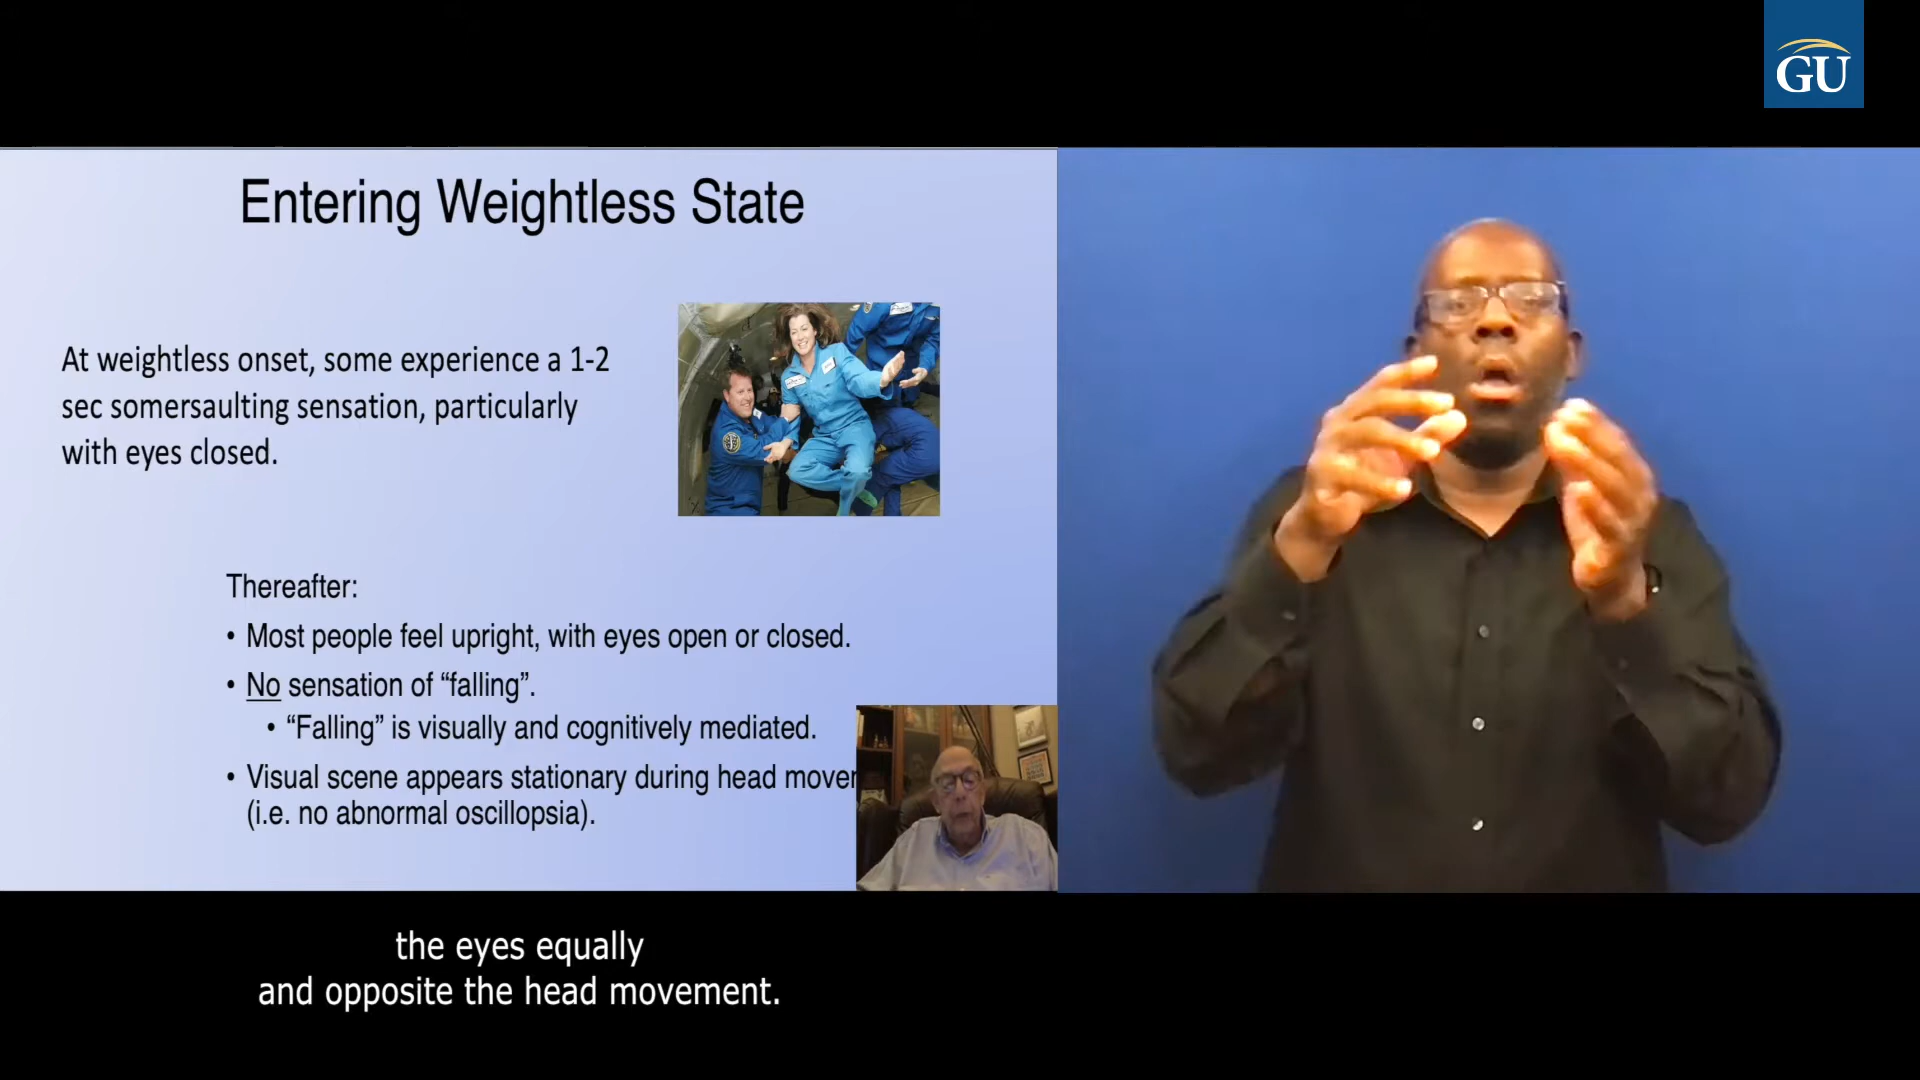 GU
Entering Weightless State
At weightless onset, some experience a 1-2
sec somersaulting sensation, particularly
with eyes closed.
Thereafter:
• Most people feel upright, with eyes open or closed.
• No sensation of “falling”.
• “Falling” is visually and cognitively mediated.
• Visual scene appears stationary during head mover
(i.e. no abnormal oscillopsia).
the eyes equally
and opposite the head movement.